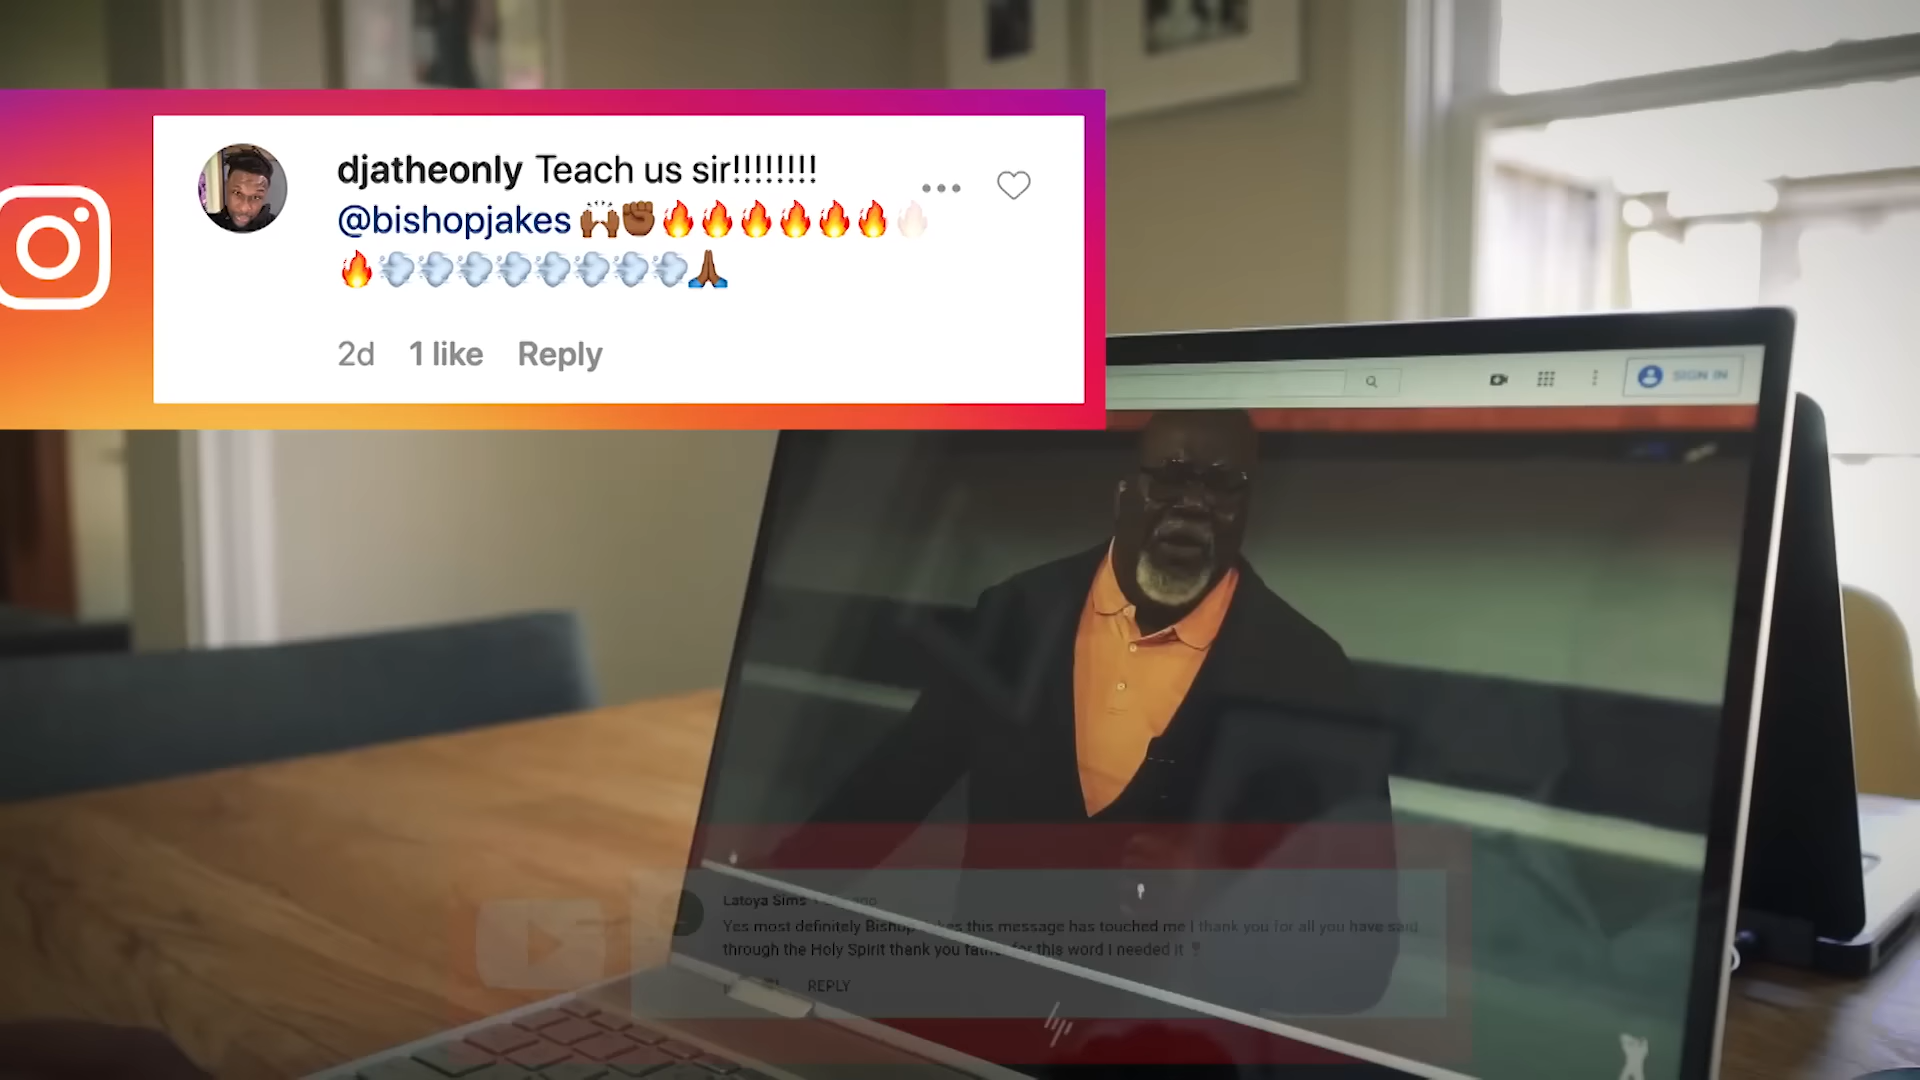 djatheonly Teach us sir!!!!!!!!
@bishopjakes 🙌🏾✊🏾🔥🔥🔥🔥🔥🔥🔥
🔥💨💨💨💨💨💨💨💨🙏🏾
2d 1 like Reply
SIGN IN
Latoya Sims
Yes most definitely this message has touched me I thank you for all you have said
through the Holy Spirit thank you for this word I needed it
REPLY